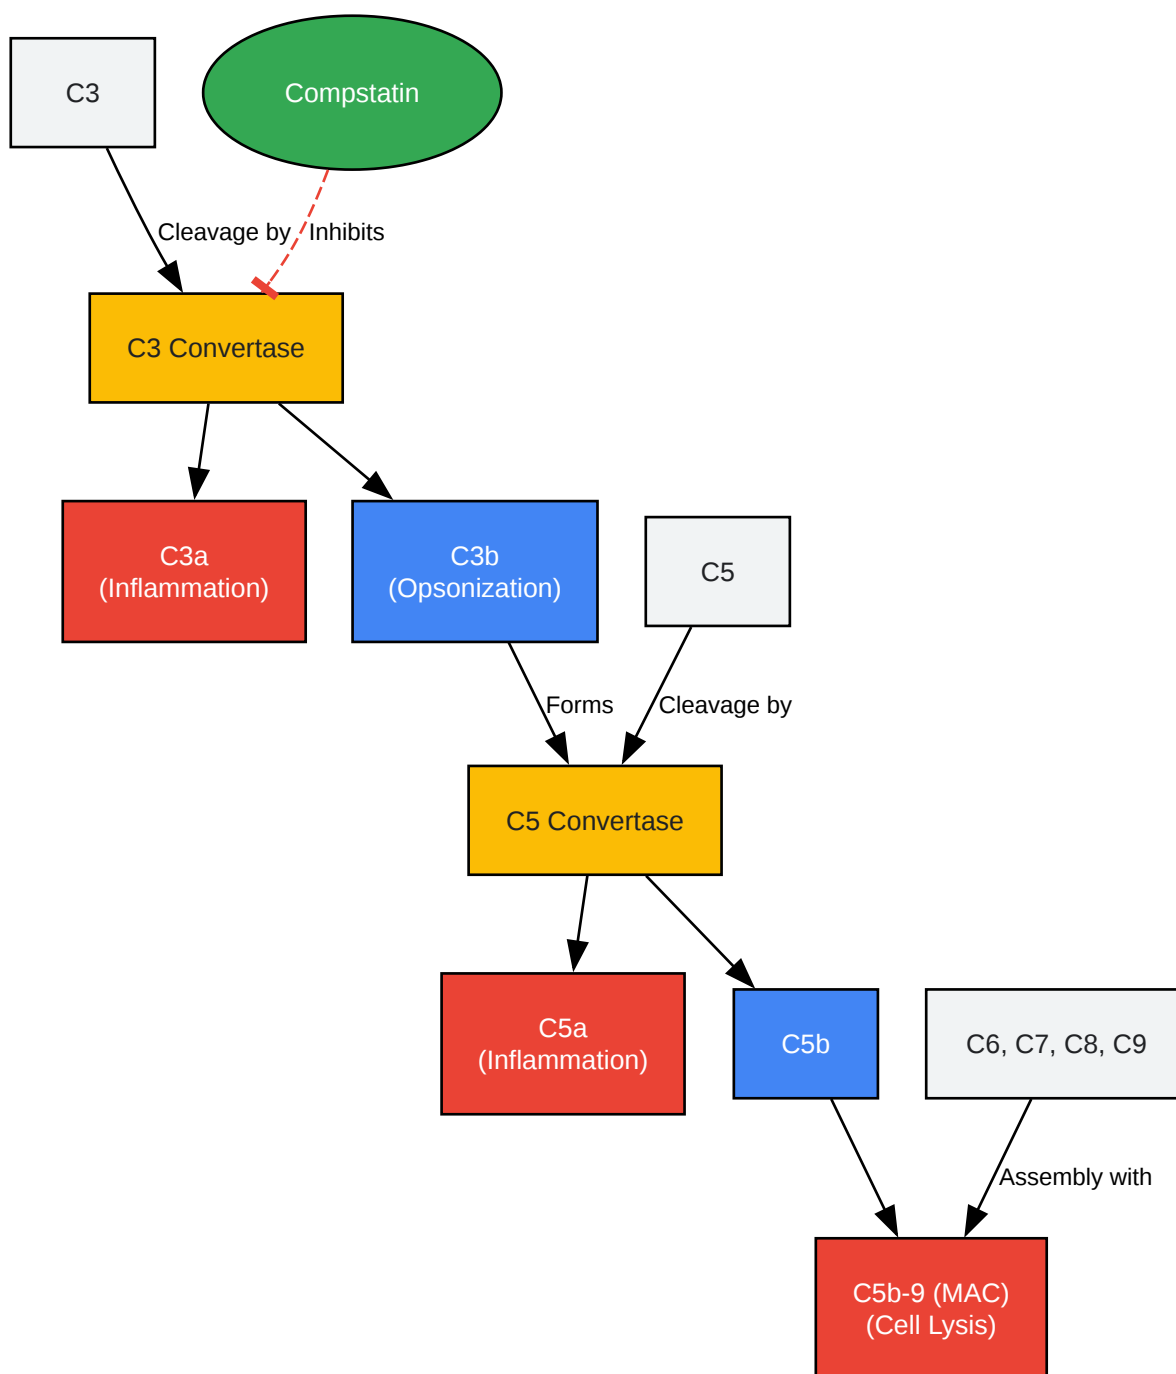 C3
Compstatin
Cleavage by
Inhibits
C3 Convertase
C3a
(Inflammation)
C3b
(Opsonization)
C5
Forms
Cleavage by
C5 Convertase
C5a
(Inflammation)
C5b
C6, C7, C8, C9
Assembly with
C5b-9 (MAC)
(Cell Lysis)